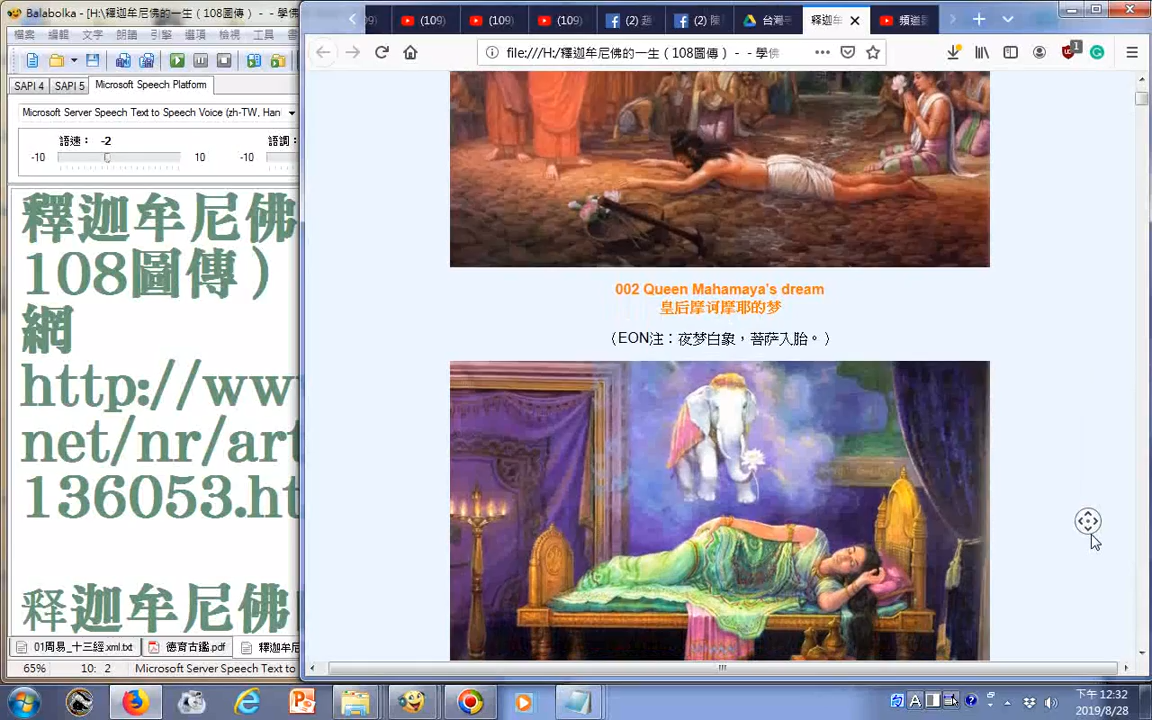 Balabolka - [H:\釋迦牟尼佛的一生（108圖傳）- - 學佛
檔案 編輯 文字 朗讀 引擎 選項 檢視 工具
SAPI 4 SAPI 5 Microsoft Speech Platform
Microsoft Server Speech Text to Speech Voice (zh-TW, Han
語速： -2 語調：
-10 10 -10
釋迦牟尼佛
108圖傳）
網
http://ww
net/nr/art
136053.ht
释迦牟尼佛
01周易_十三經.xml.txt 德育古鑑.pdf 釋迦牟尼
65% 10: 2 Microsoft Server Speech Text to
(109) (109) (109) (2) (2) 台灣 釋迦牟 頻道
file:///H:/釋迦牟尼佛的一生（108圖傳）- - 學佛
1
002 Queen Mahamaya's dream
皇后摩诃摩耶的梦
（EON注：夜梦白象，菩萨入胎。）
A
下午 12:32
2019/8/28